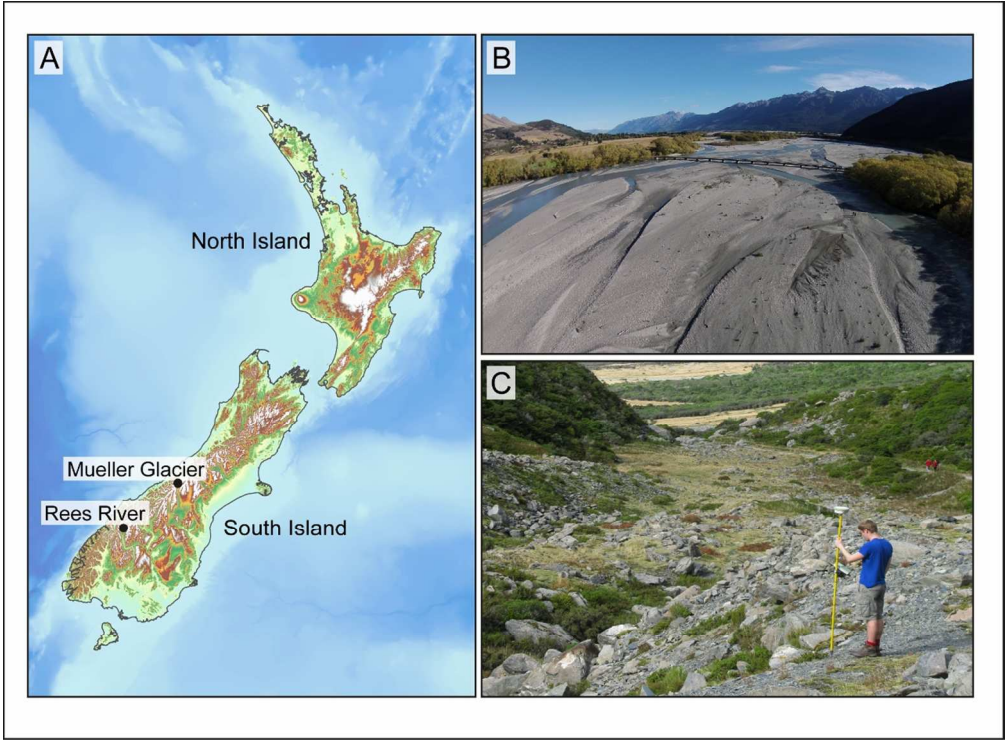 A
North Island
Mueller Glacier
Rees River
South Island
B
C